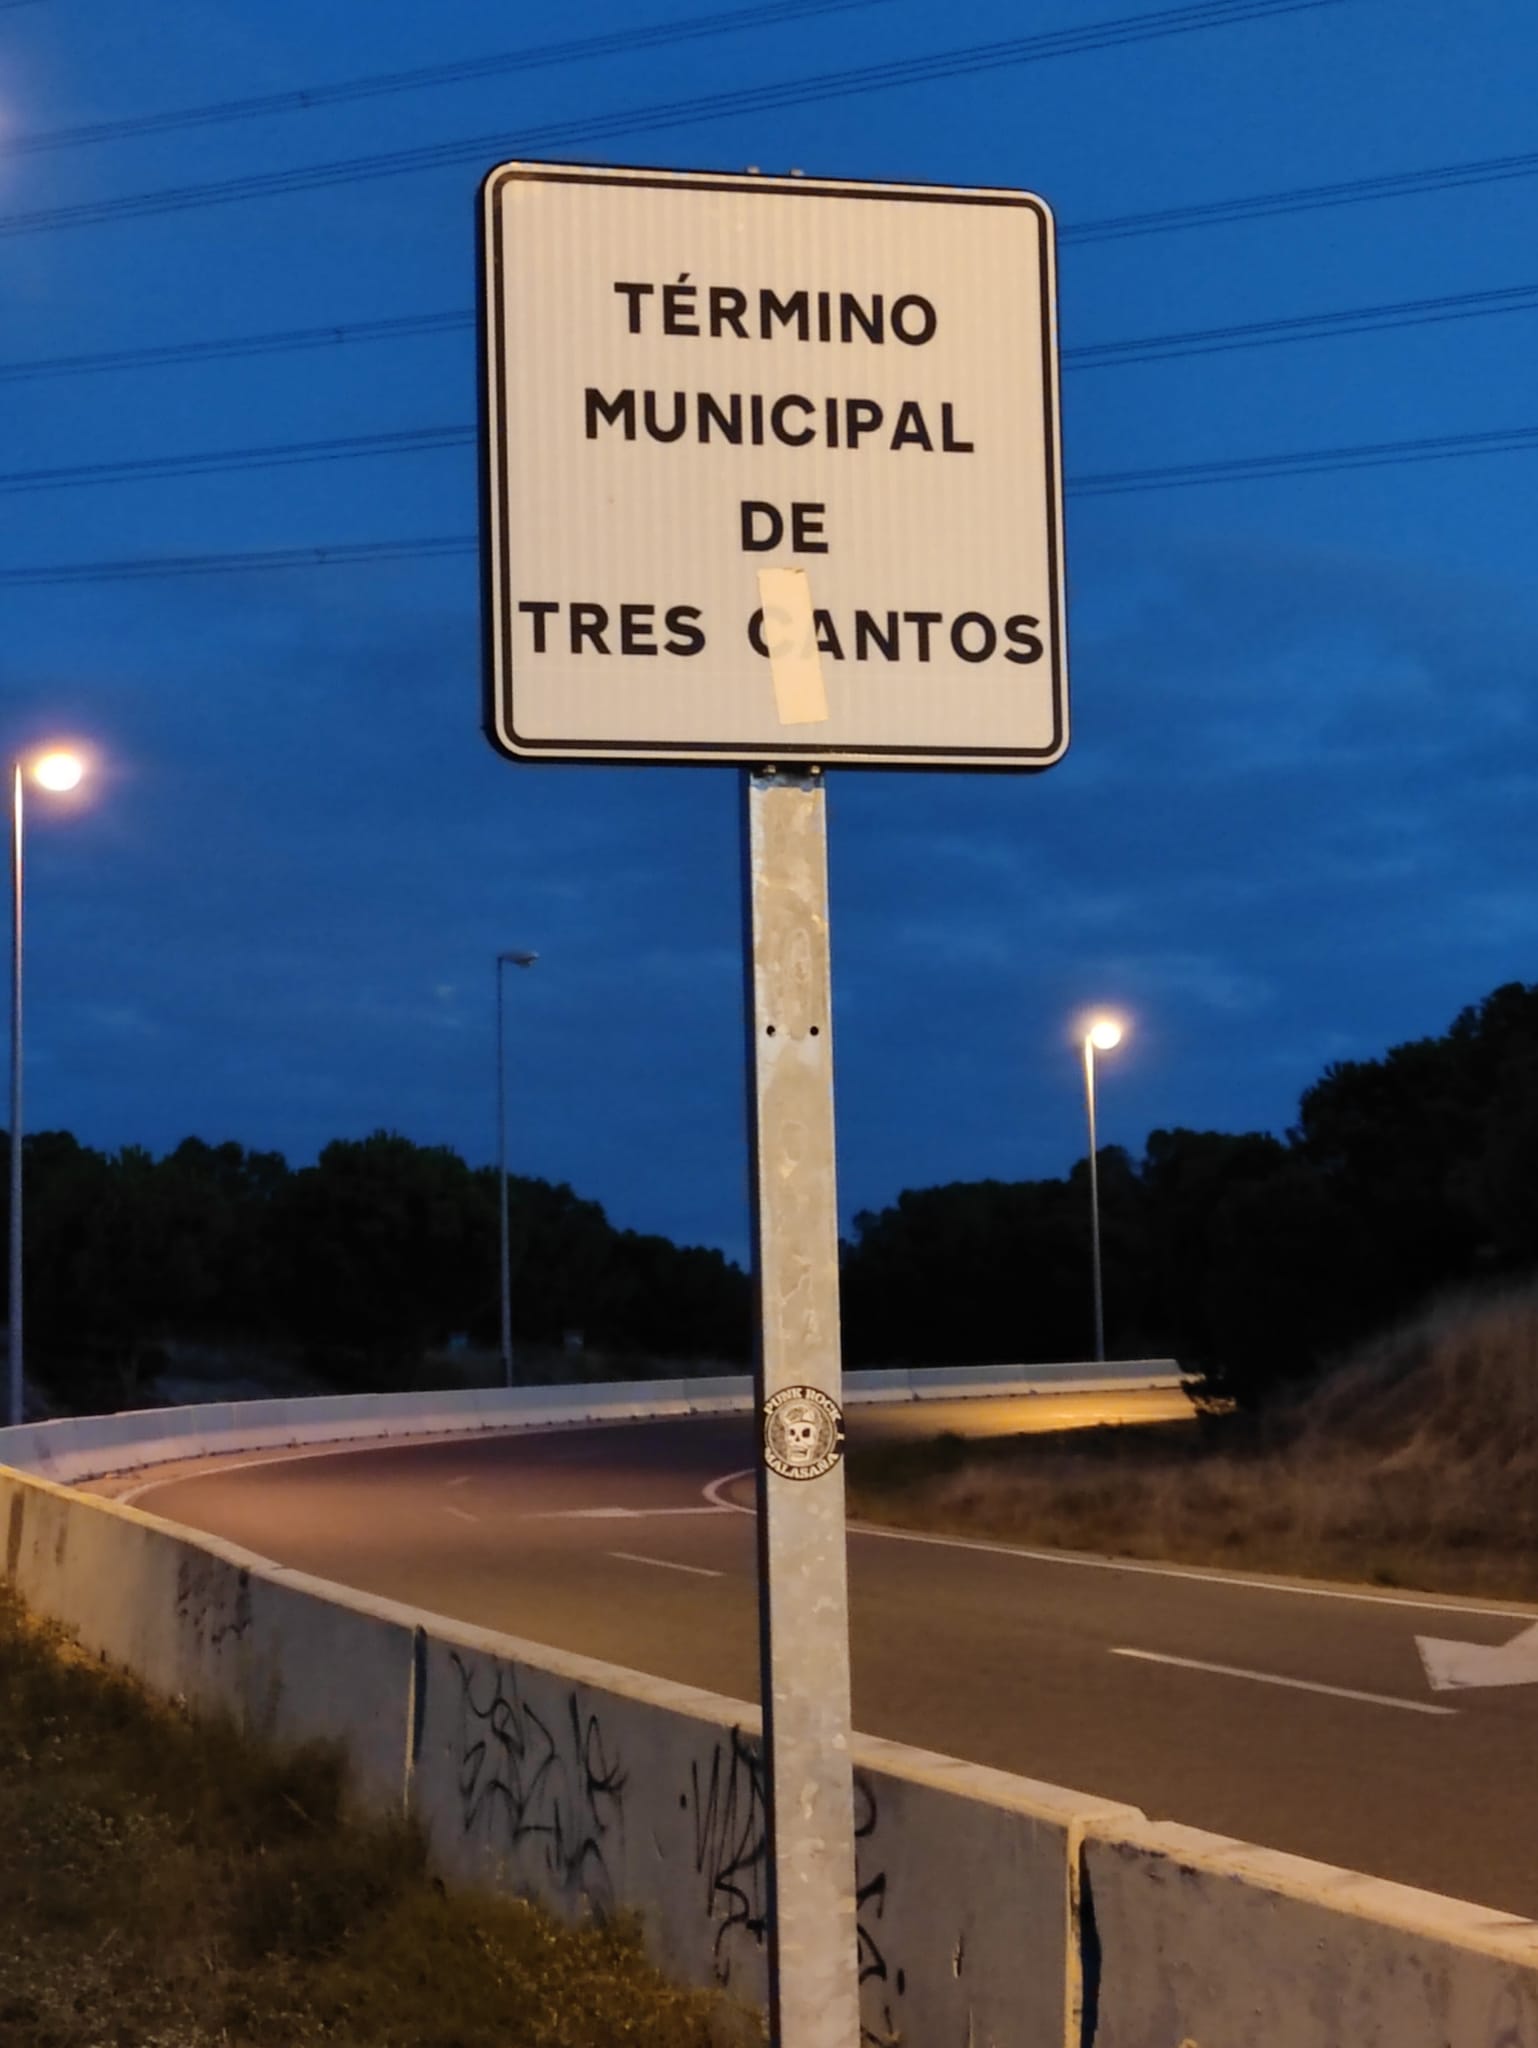 TÉRMINO
MUNICIPAL
DE
TRES CANTOS
PUNK ROCK
MALASAÑA